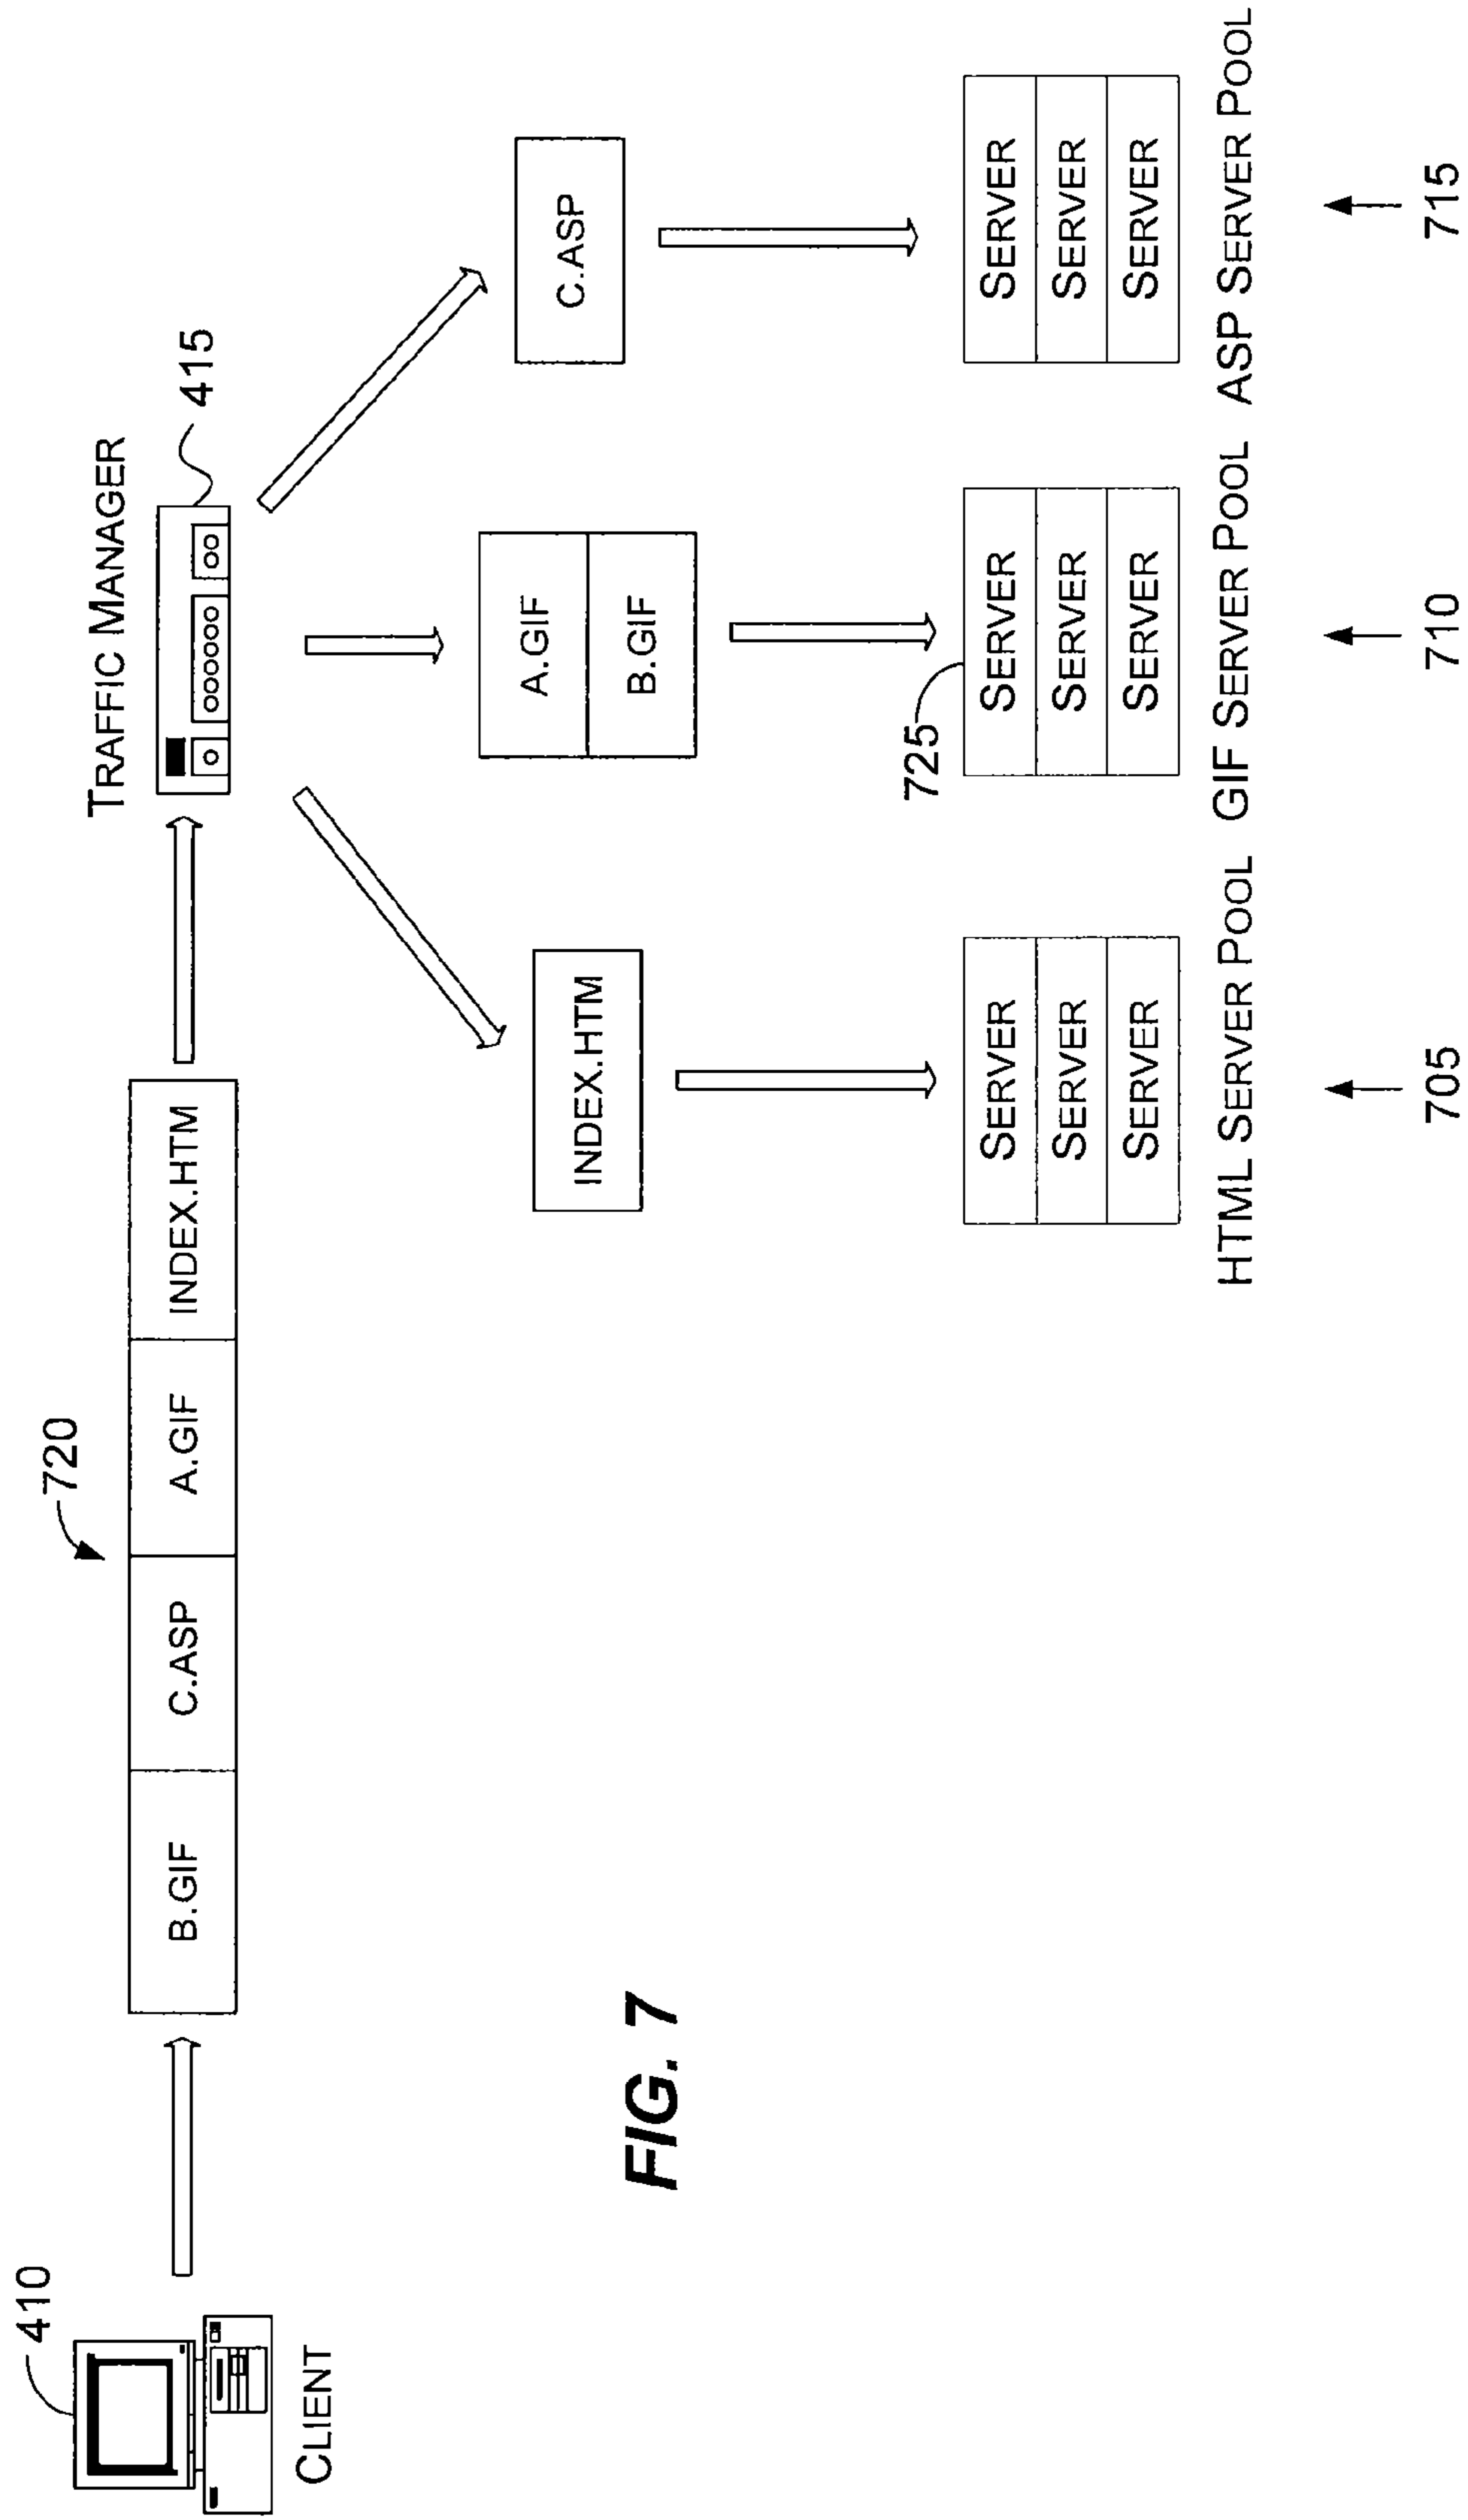 410
CLIENT
720
B.GIF
C.ASP
A.GIF
INDEX.HTM
TRAFFIC MANAGER
415
INDEX.HTM
A.GIF
B.GIF
C.ASP
725
SERVER
SERVER
SERVER
SERVER
SERVER
SERVER
SERVER
SERVER
SERVER
HTML SERVER POOL
GIF SERVER POOL
ASP SERVER POOL
705
710
715
FIG. 7